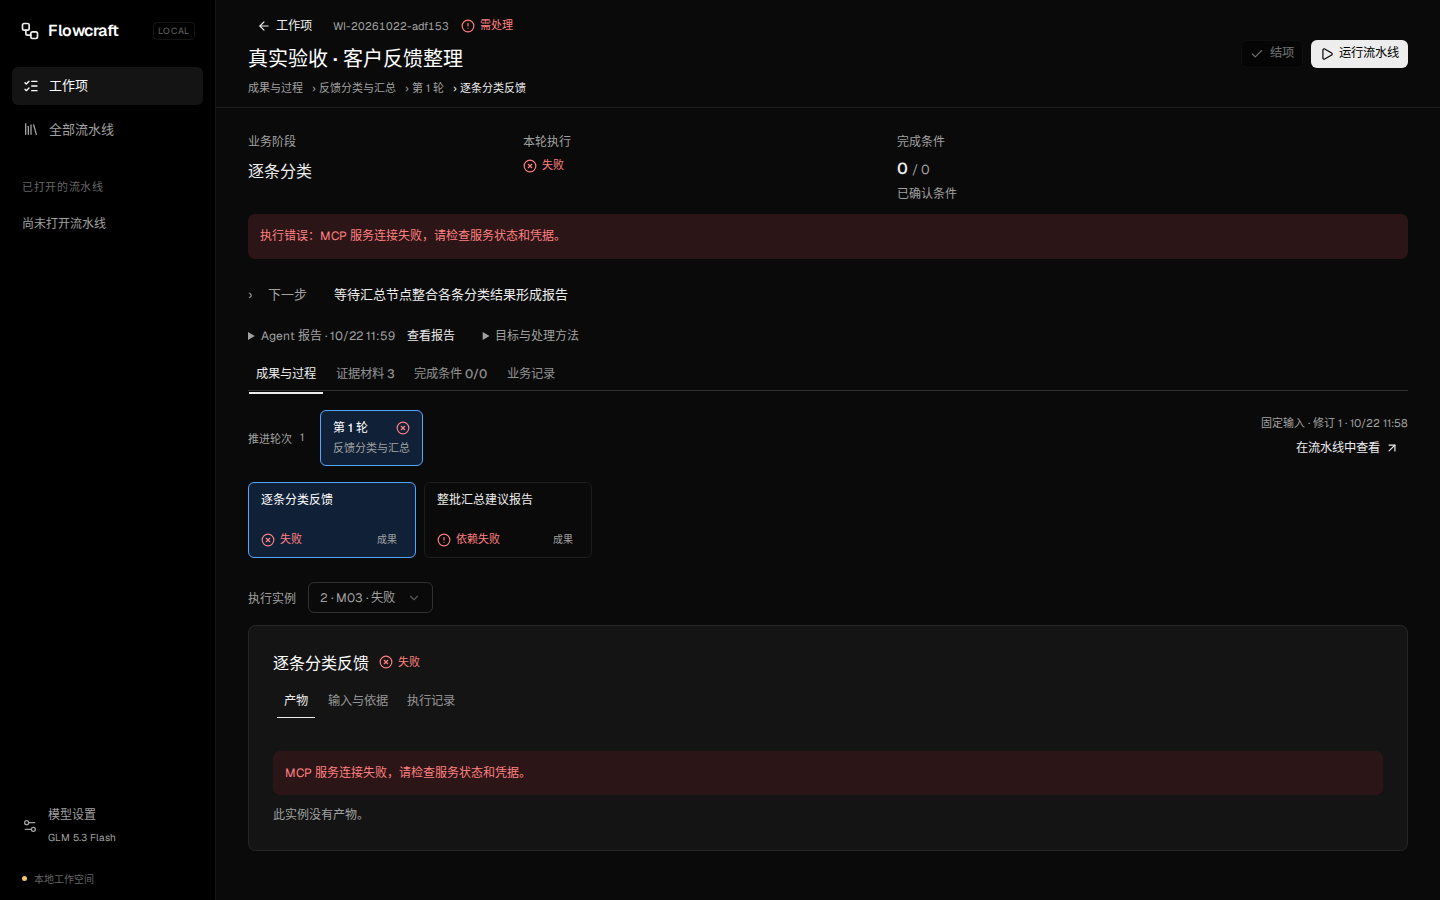 Flowcraft
LOCAL
工作项
全部流水线
已打开的流水线
尚未打开流水线
模型设置
GLM 5.3 Flash
本地工作空间
工作项 WI-20261022-adf153 需处理
真实验收 · 客户反馈整理
成果与过程 › 反馈分类与汇总 › 第 1 轮 › 逐条分类反馈
结项
运行流水线
业务阶段
逐条分类
本轮执行
失败
完成条件
0 / 0
已确认条件
执行错误：MCP 服务连接失败，请检查服务状态和凭据。
› 下一步 等待汇总节点整合各条分类结果形成报告
▶ Agent 报告 · 10/22 11:59 查看报告 ▶ 目标与处理方法
成果与过程 证据材料 3 完成条件 0/0 业务记录
推进轮次 1
第 1 轮
反馈分类与汇总
固定输入 · 修订 1 · 10/22 11:58
在流水线中查看
逐条分类反馈
失败 成果
整批汇总建议报告
依赖失败 成果
执行实例 2 · M03 · 失败
逐条分类反馈 失败
产物 输入与依据 执行记录
MCP 服务连接失败，请检查服务状态和凭据。
此实例没有产物。